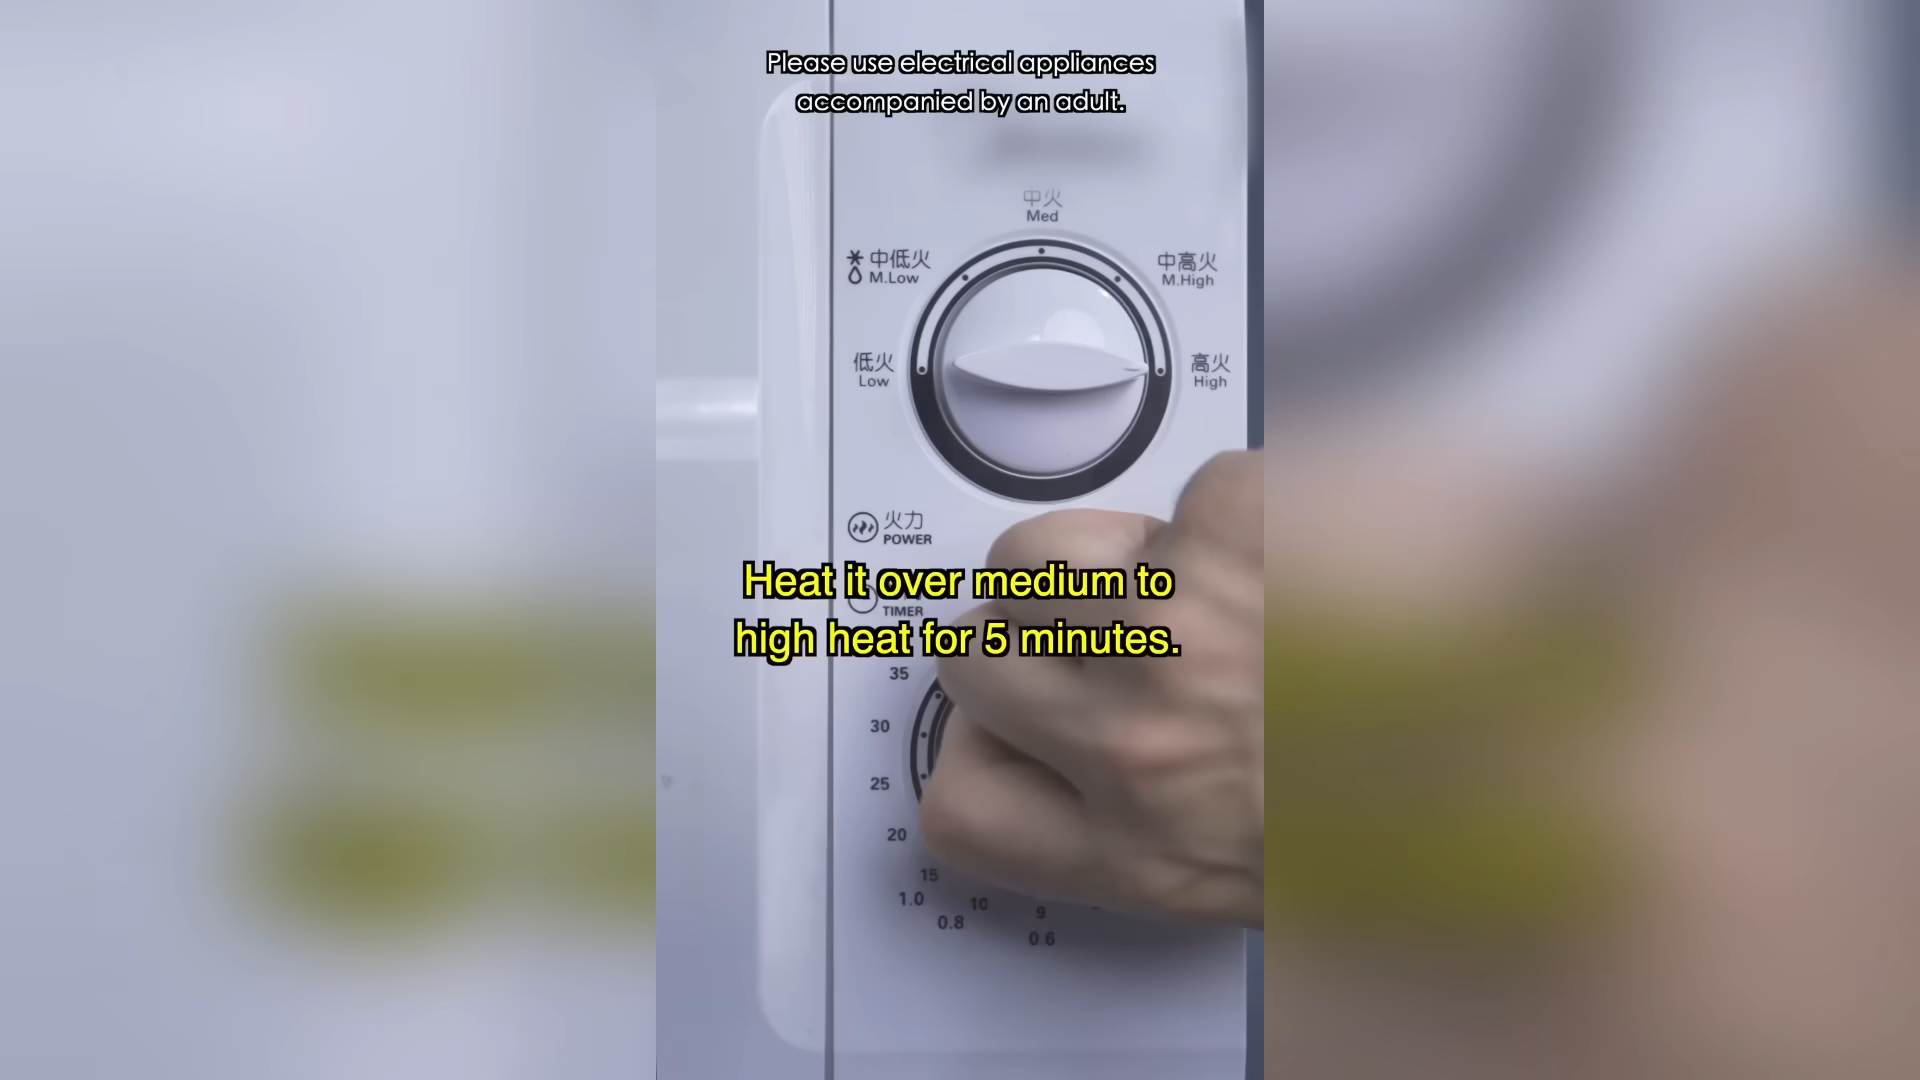 Please use electrical appliances
accompanied by an adult.
中火
Med
中低火
M.Low
中高火
M.High
低火
Low
高火
High
火力
POWER
Heat it over medium to
TIMER
high heat for 5 minutes.
35
30
25
20
15
1.0
10
0.8
9
0.6